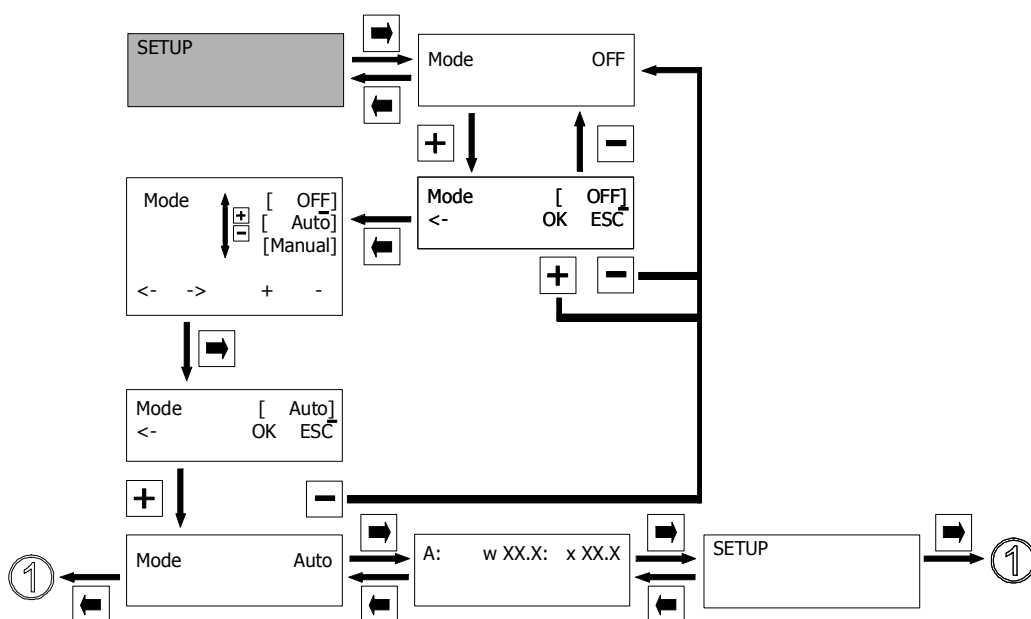 SETUP
Mode OFF
+
−
Mode [ OFF]
<- OK ESC
Mode [ OFF]
+
− [ Auto]
[Manual]
<- -> + -
+
−
Mode [ Auto]
<- OK ESC
+
−
Mode Auto
A: w XX.X: x XX.X
SETUP
1
1